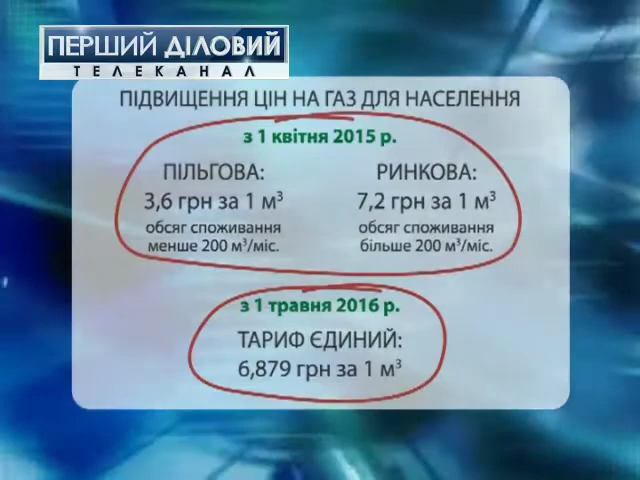 ПЕРШИЙ ДІЛОВИЙ
ТЕЛЕКАНАЛ
ПІДВИЩЕННЯ ЦІН НА ГАЗ ДЛЯ НАСЕЛЕННЯ
з 1 квітня 2015 р.
ПІЛЬГОВА:
3,6 грн за 1 м³
обсяг споживання
менше 200 м³/міс.
РИНКОВА:
7,2 грн за 1 м³
обсяг споживання
більше 200 м³/міс.
з 1 травня 2016 р.
ТАРИФ ЄДИНИЙ:
6,879 грн за 1 м³